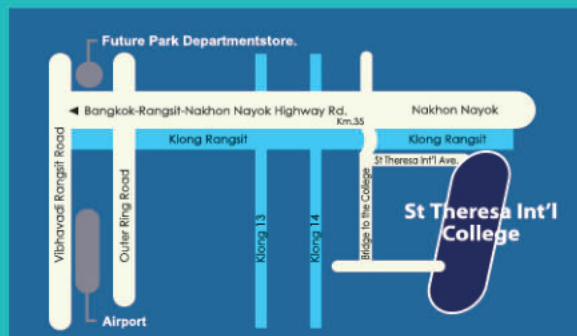 Future Park Departmentstore.
◄ Bangkok-Rangsit-Nakhon Nayok Highway Rd.
Nakhon Nayok
Km.35
Klong Rangsit
Klong Rangsit
St Theresa Int'l Ave.
Vibhavadi Rangsit Road
Outer Ring Road
Klong 13
Klong 14
Bridge to the College
St Theresa Int'l
College
Airport